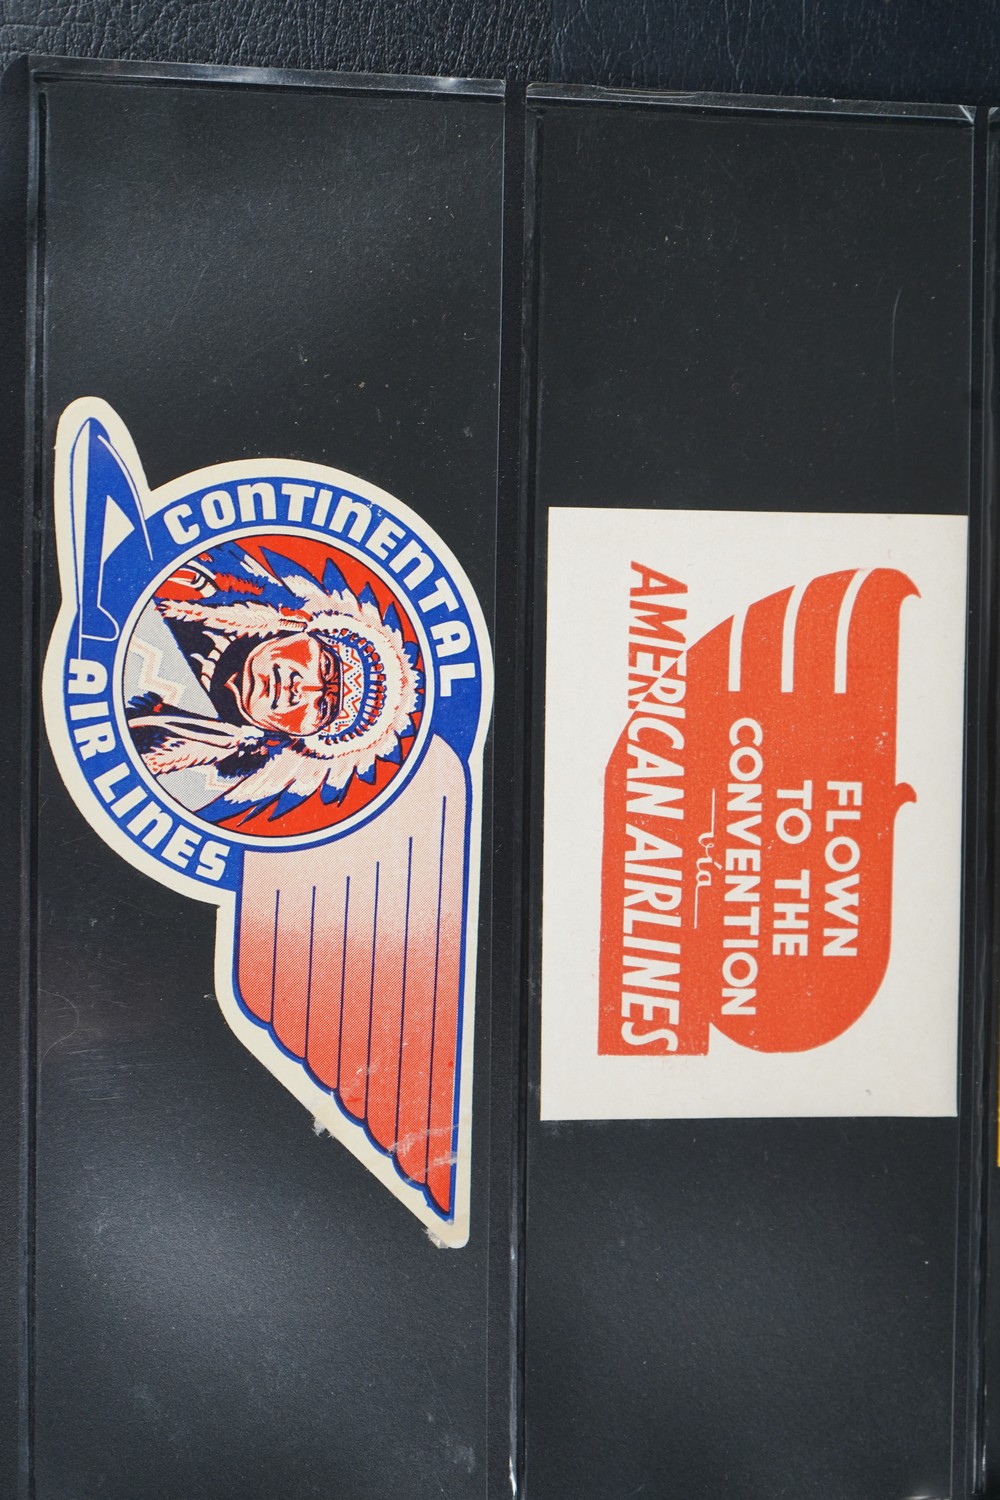 CONTINENTAL
AIR LINES
FLOWN
TO THE
CONVENTION
via
AMERICAN AIRLINES